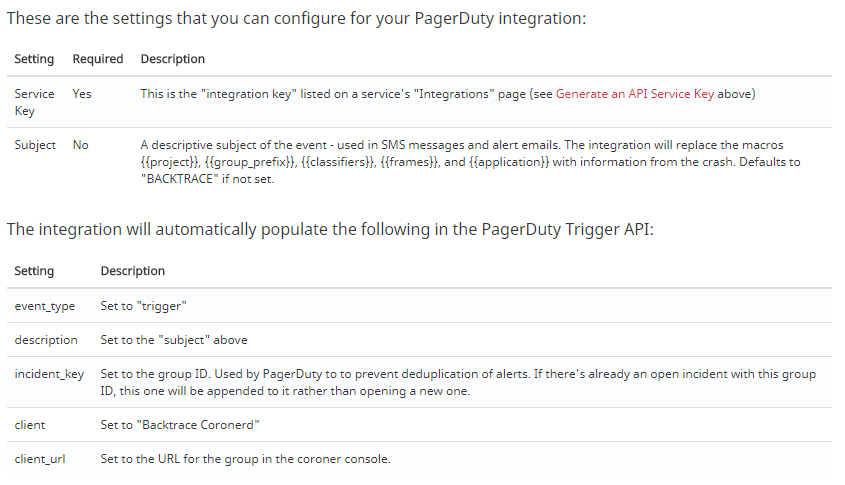 These are the settings that you can configure for your PagerDuty integration:
Setting Required Description
Service Key Yes This is the "integration key" listed on a service's "Integrations" page (see Generate an API Service Key above)
Subject No A descriptive subject of the event - used in SMS messages and alert emails. The integration will replace the macros
{{project}}, {{group_prefix}}, {{classifiers}}, {{frames}}, and {{application}} with information from the crash. Defaults to
"BACKTRACE" if not set.
The integration will automatically populate the following in the PagerDuty Trigger API:
Setting Description
event_type Set to "trigger"
description Set to the "subject" above
incident_key Set to the group ID. Used by PagerDuty to to prevent deduplication of alerts. If there's already an open incident with this group
ID, this one will be appended to it rather than opening a new one.
client Set to "Backtrace Coronerd"
client_url Set to the URL for the group in the coroner console.